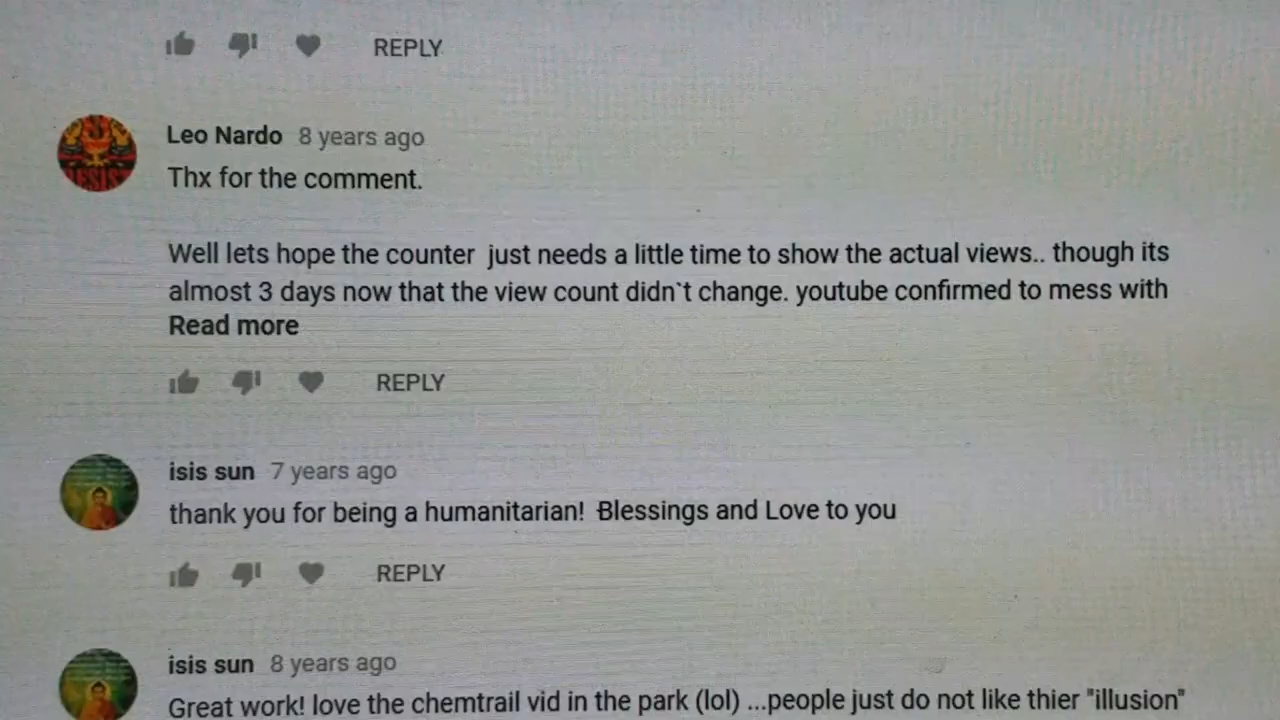 REPLY
Leo Nardo 8 years ago
Thx for the comment.
Well lets hope the counter  just needs a little time to show the actual views.. though its
almost 3 days now that the view count didn`t change. youtube confirmed to mess with
Read more
REPLY
isis sun 7 years ago
thank you for being a humanitarian!  Blessings and Love to you
REPLY
isis sun 8 years ago
Great work! love the chemtrail vid in the park (lol) ...people just do not like thier "illusion"